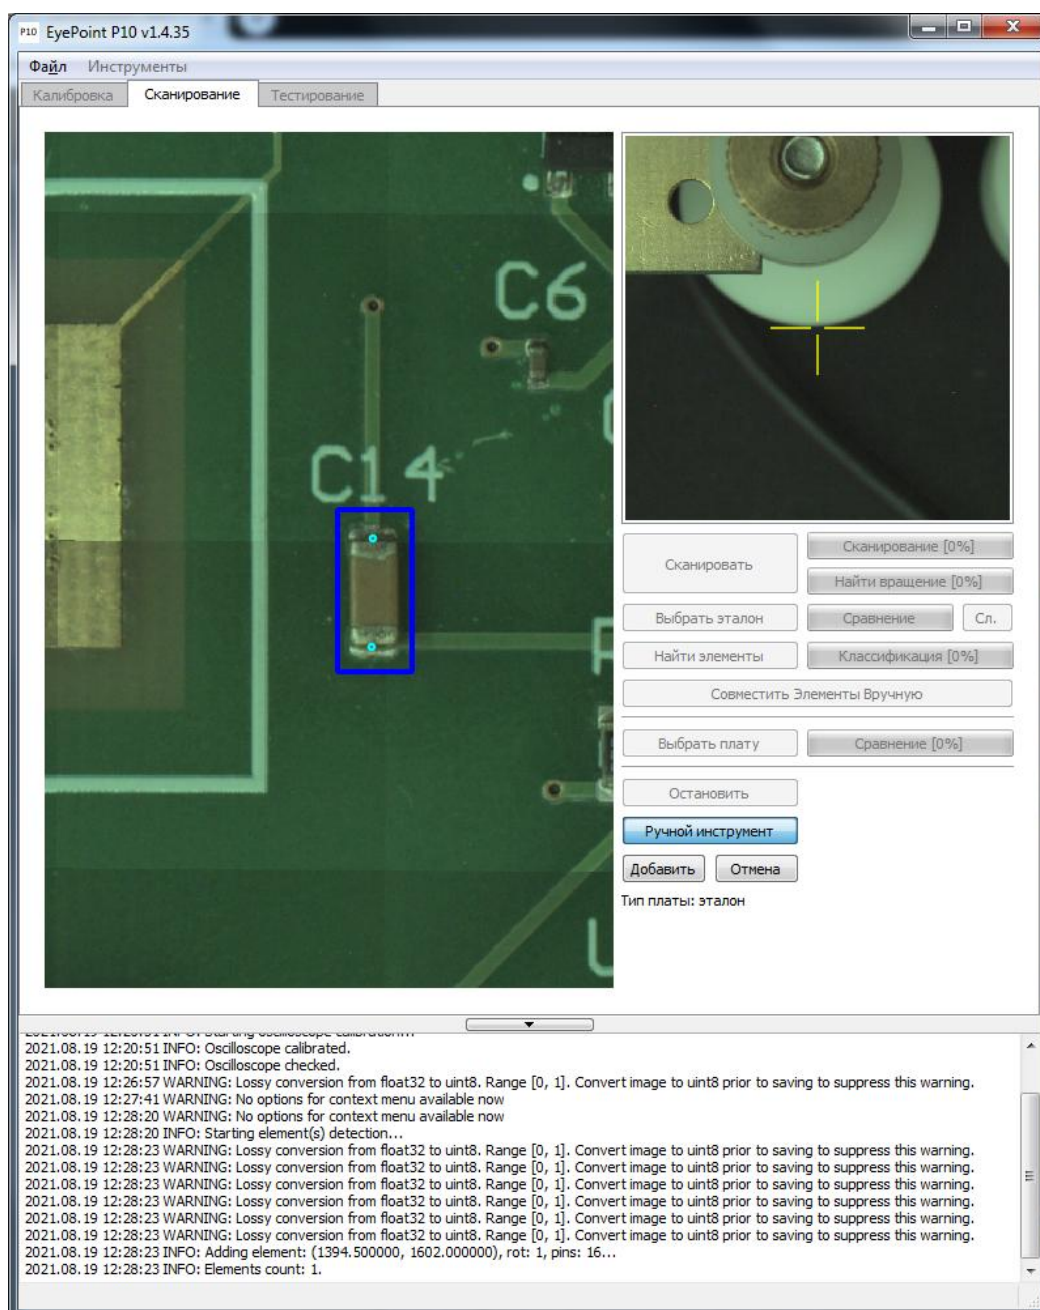 P10 EyePoint P10 v1.4.35
Файл Инструменты
Калибровка Сканирование Тестирование
C6
C14
Сканировать
Сканирование [0%]
Найти вращение [0%]
Выбрать эталон Сравнение Сл.
Найти элементы Классификация [0%]
Совместить Элементы Вручную
Выбрать плату Сравнение [0%]
Остановить
Ручной инструмент
Добавить Отмена
Тип платы: эталон
2021.08.19 12:20:51 INFO: Oscilloscope calibrated.
2021.08.19 12:20:51 INFO: Oscilloscope checked.
2021.08.19 12:26:57 WARNING: Lossy conversion from float32 to uint8. Range [0, 1]. Convert image to uint8 prior to saving to suppress this warning.
2021.08.19 12:27:41 WARNING: No options for context menu available now
2021.08.19 12:28:20 WARNING: No options for context menu available now
2021.08.19 12:28:20 INFO: Starting element(s) detection...
2021.08.19 12:28:23 WARNING: Lossy conversion from float32 to uint8. Range [0, 1]. Convert image to uint8 prior to saving to suppress this warning.
2021.08.19 12:28:23 WARNING: Lossy conversion from float32 to uint8. Range [0, 1]. Convert image to uint8 prior to saving to suppress this warning.
2021.08.19 12:28:23 WARNING: Lossy conversion from float32 to uint8. Range [0, 1]. Convert image to uint8 prior to saving to suppress this warning.
2021.08.19 12:28:23 WARNING: Lossy conversion from float32 to uint8. Range [0, 1]. Convert image to uint8 prior to saving to suppress this warning.
2021.08.19 12:28:23 WARNING: Lossy conversion from float32 to uint8. Range [0, 1]. Convert image to uint8 prior to saving to suppress this warning.
2021.08.19 12:28:23 WARNING: Lossy conversion from float32 to uint8. Range [0, 1]. Convert image to uint8 prior to saving to suppress this warning.
2021.08.19 12:28:23 INFO: Adding element: (1394.500000, 1602.000000), rot: 1, pins: 16...
2021.08.19 12:28:23 INFO: Elements count: 1.